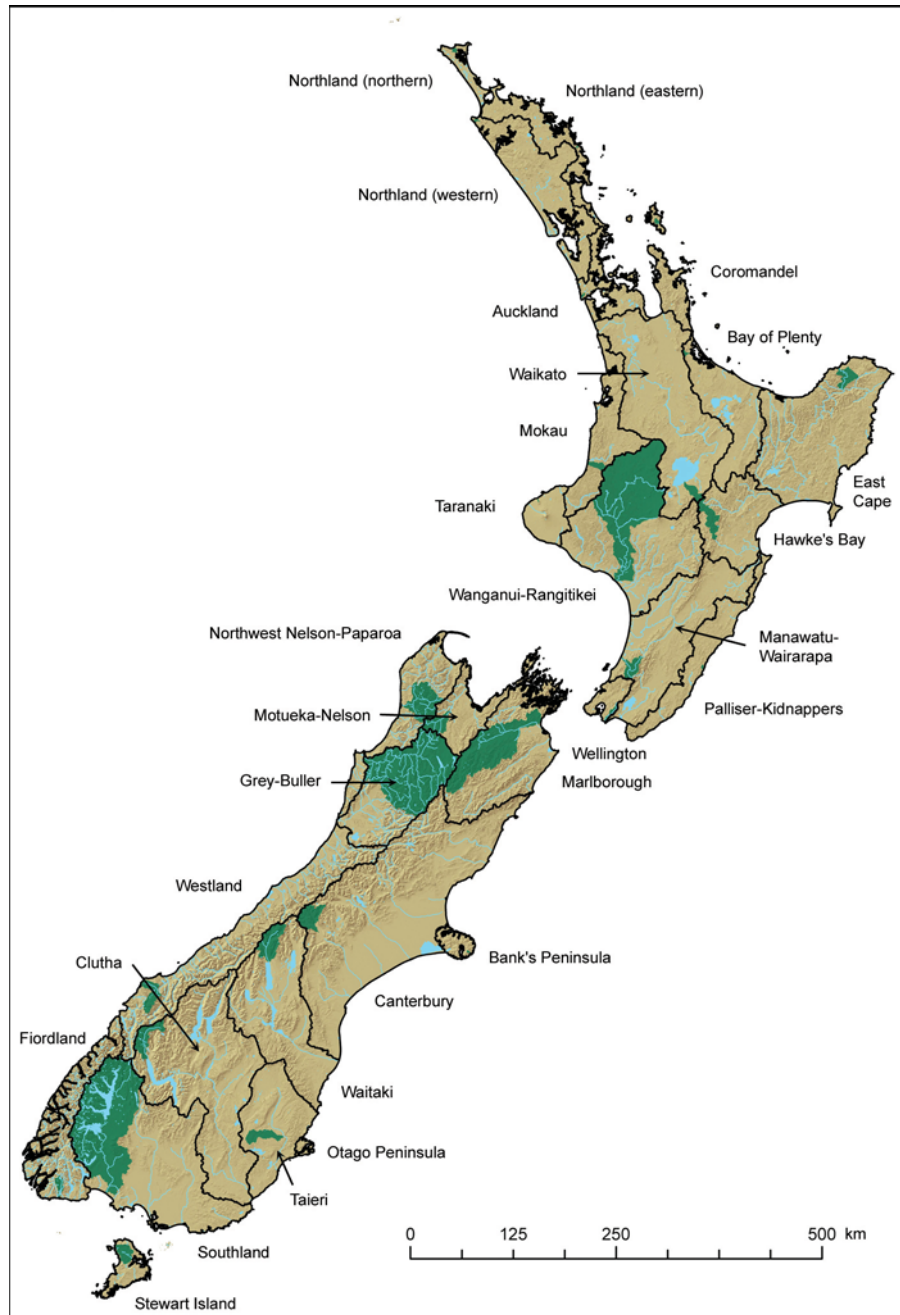 Northland (northern)
Northland (eastern)
Northland (western)
Coromandel
Auckland
Bay of Plenty
Waikato
Mokau
East
Cape
Taranaki
Hawke's Bay
Wanganui-Rangitikei
Northwest Nelson-Paparoa
Manawatu-
Wairarapa
Motueka-Nelson
Palliser-Kidnappers
Wellington
Grey-Buller
Marlborough
Westland
Bank's Peninsula
Clutha
Canterbury
Fiordland
Waitaki
Otago Peninsula
Taieri
0 125 250 500 km
Southland
Stewart Island